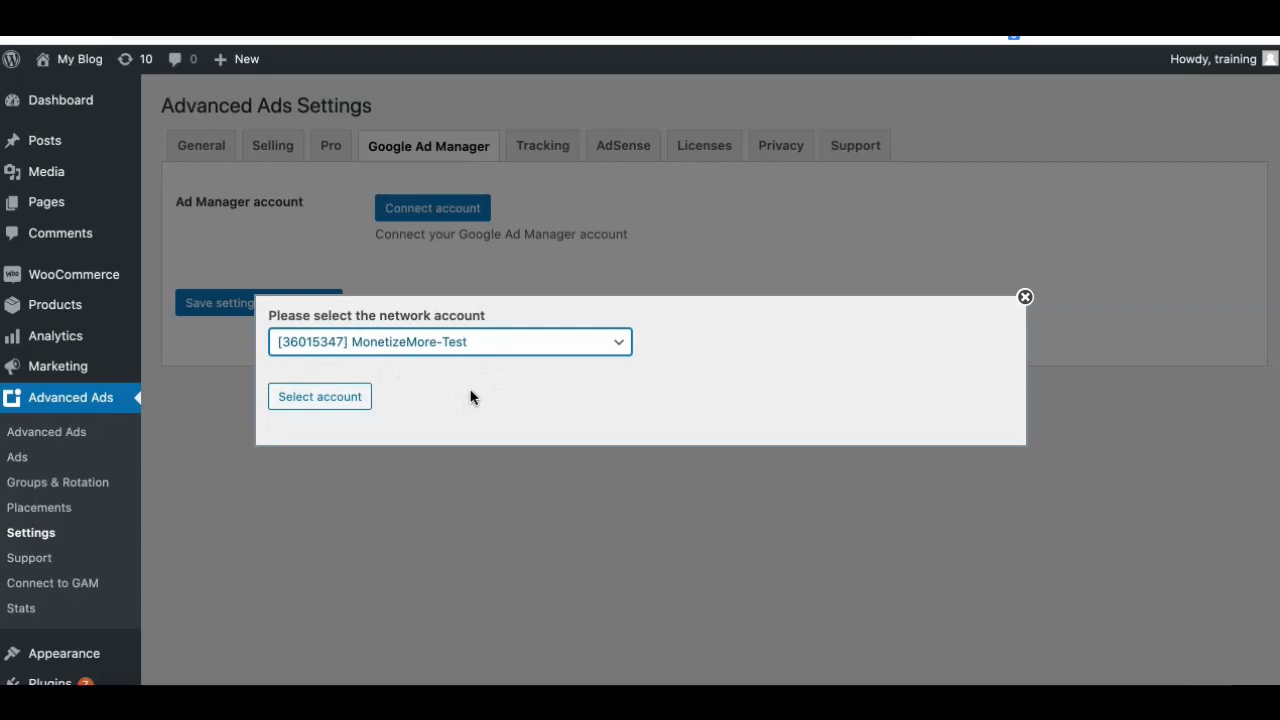 My Blog 10 0 New Howdy, training
Dashboard
Posts
Media
Pages
Comments
WooCommerce
Products
Analytics
Marketing
Advanced Ads
Advanced Ads
Ads
Groups & Rotation
Placements
Settings
Support
Connect to GAM
Stats
Appearance
Plugins 7
Advanced Ads Settings
General Selling Pro Google Ad Manager Tracking AdSense Licenses Privacy Support
Ad Manager account
Connect account
Connect your Google Ad Manager account
Save setting
Please select the network account
[36015347] MonetizeMore-Test
Select account